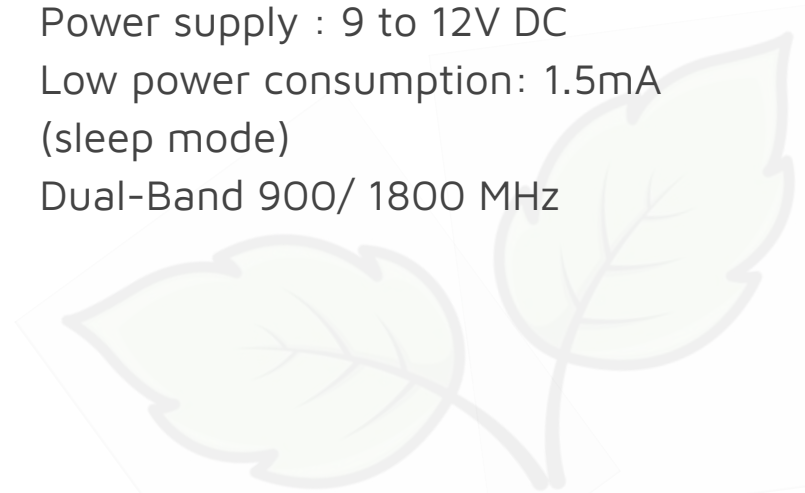 Power supply : 9 to 12V DC
Low power consumption: 1.5mA
(sleep mode)
Dual-Band 900/ 1800 MHz